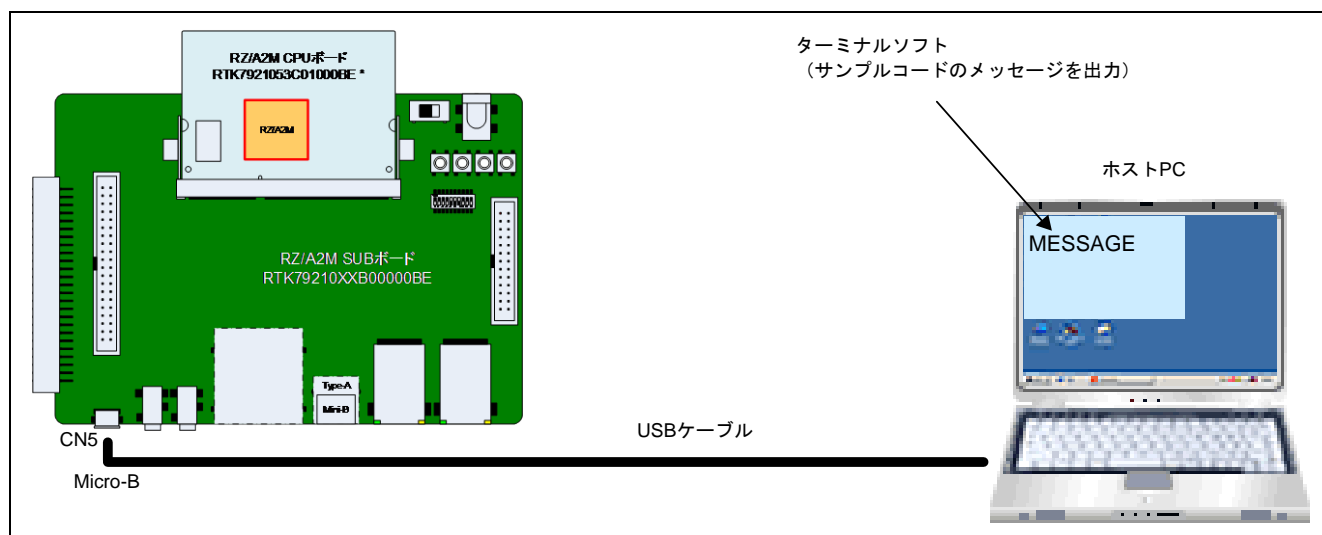 RZ/A2M CPUボード
RTK7921053C01000BE *
RZ/A2M
RZ/A2M SUBボード
RTK79210XXB00000BE
Type-A
Mini-B
CN5
Micro-B
USBケーブル
ターミナルソフト
（サンプルコードのメッセージを出力）
ホストPC
MESSAGE